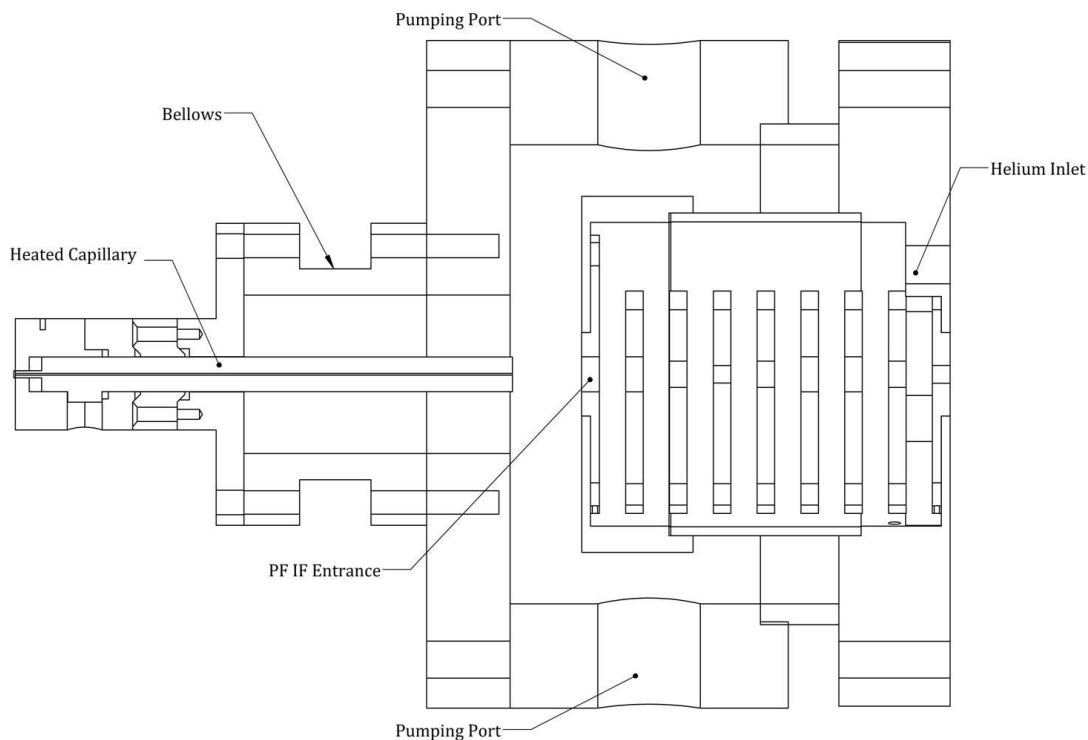 Pumping Port
Bellows
Helium Inlet
Heated Capillary
PF IF Entrance
Pumping Port